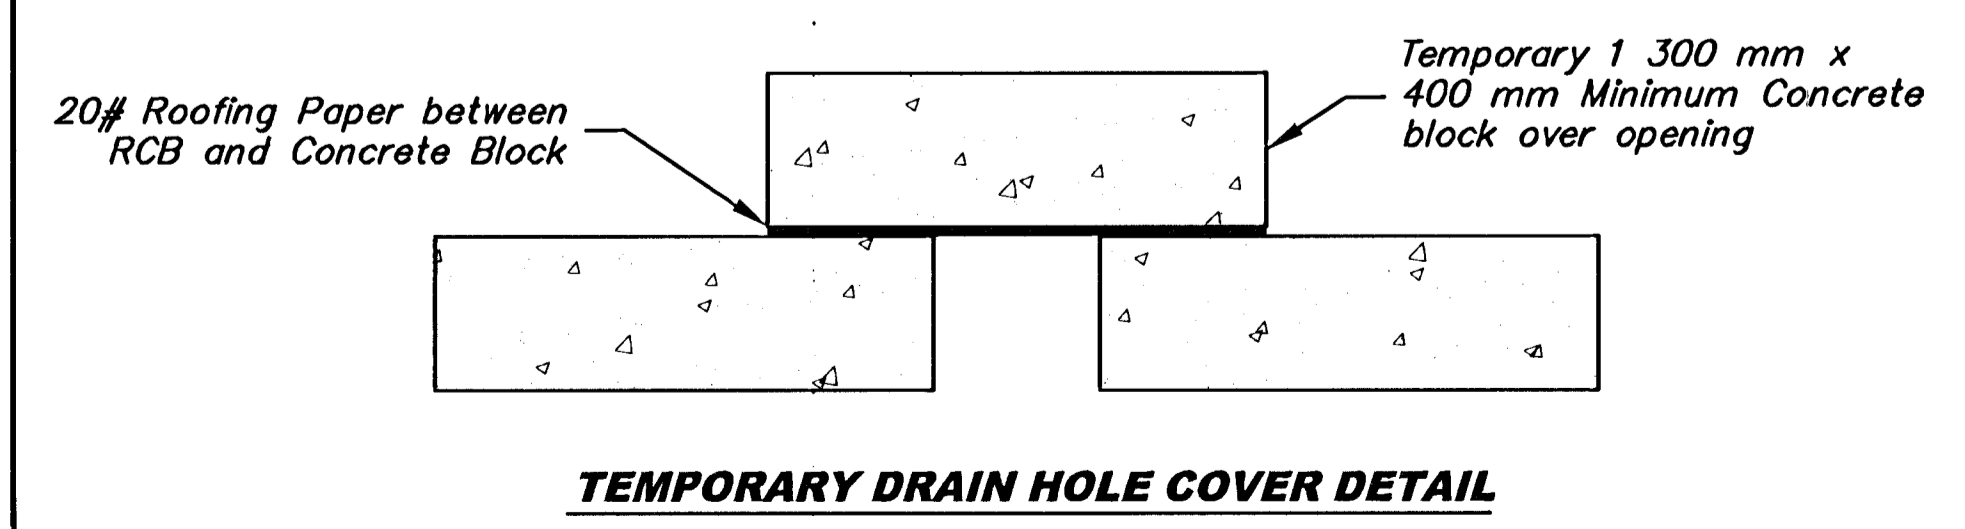 20# Roofing Paper between
RCB and Concrete Block
Temporary 1 300 mm x
400 mm Minimum Concrete
block over opening
TEMPORARY DRAIN HOLE COVER DETAIL